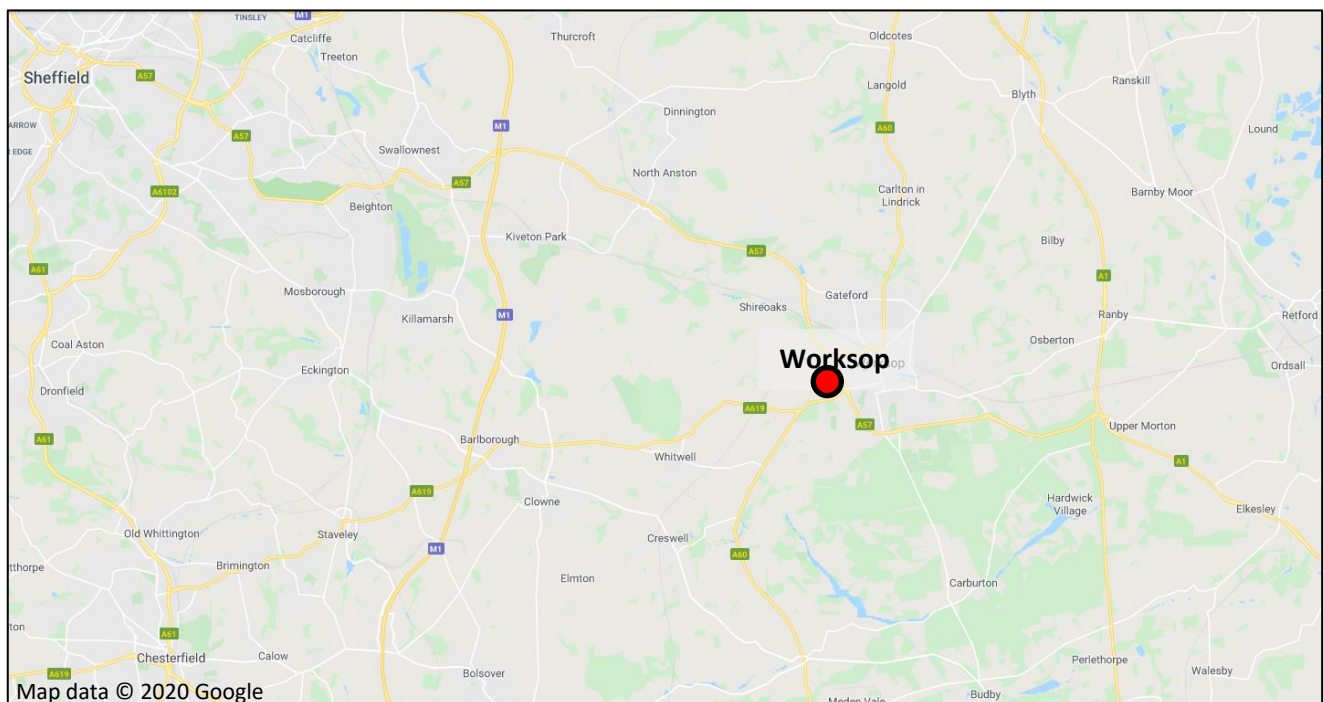 TINSLEY
M1
Catcliffe
Treeton
Thurcroft
Oldcotes
Sheffield
A57
Langold
Ranskill
Blyth
Dinnington
ARROW
A57
M1
A60
Lound
R EDGE
Swallownest
North Anston
A57
A6102
Beighton
Carlton in
Lindrick
Barnby Moor
Kiveton Park
A57
Bilby
A61
A1
Mosborough
Killamarsh
M1
Gateford
Shireoaks
Ranby
Retford
Coal Aston
Osberton
Eckington
Worksop
Ordsall
Dronfield
A619
A61
Barlborough
A57
Upper Morton
Whitwell
A1
A619
Clowne
Hardwick
Village
Elkesley
Old Whittington
Staveley
Creswell
M1
A60
Brimington
tthorpe
Elmton
Carburton
ton
A61
Chesterfield
Calow
Bolsover
Perlethorpe
Walesby
A619
Map data © 2020 Google
Budby